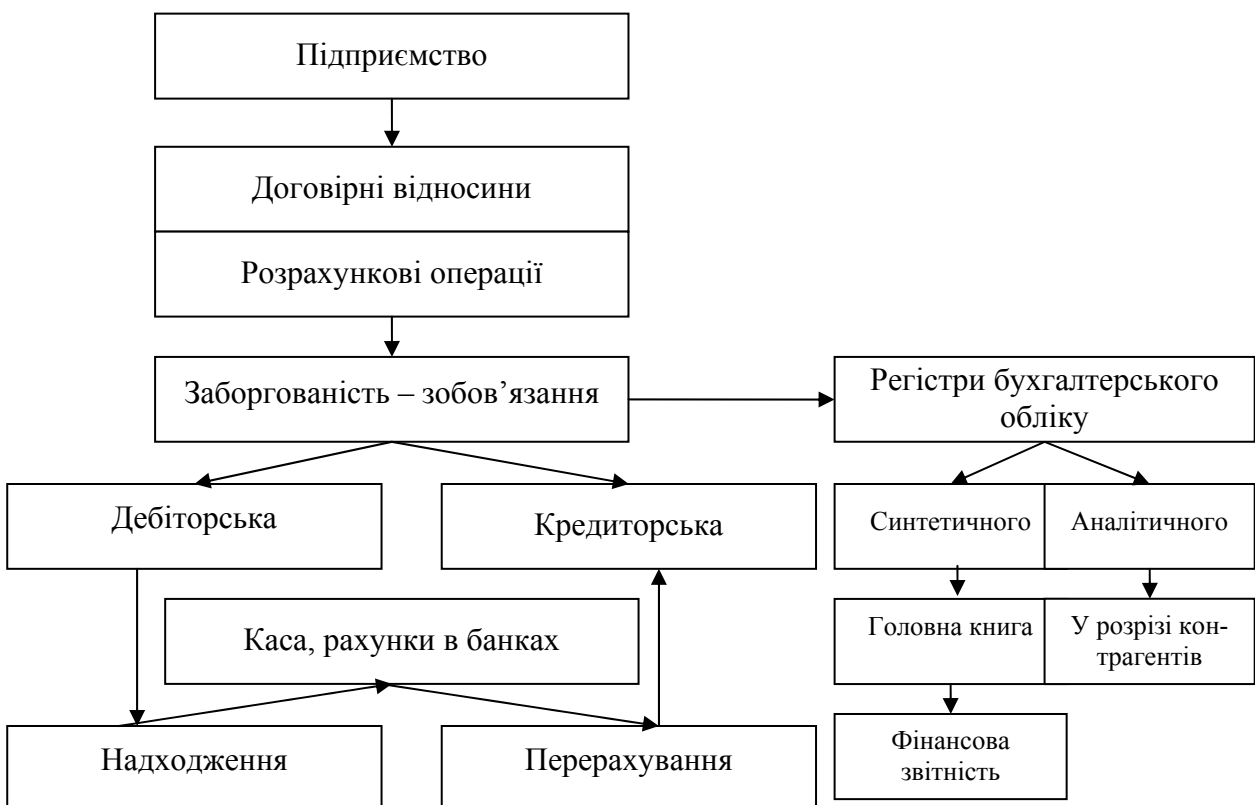 Підприємство
Договірні відносини
Розрахункові операції
Заборгованість – зобов’язання
Регістри бухгалтерського
обліку
Дебіторська
Кредиторська
Синтетичного
Аналітичного
Каса, рахунки в банках
Головна книга
У розрізі кон-
трагентів
Надходження
Перерахування
Фінансова
звітність